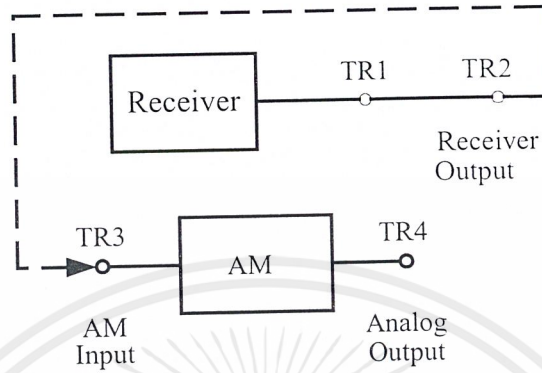 TR1
TR2
Receiver
Receiver
Output
TR3
AM
TR4
AM
Input
Analog
Output